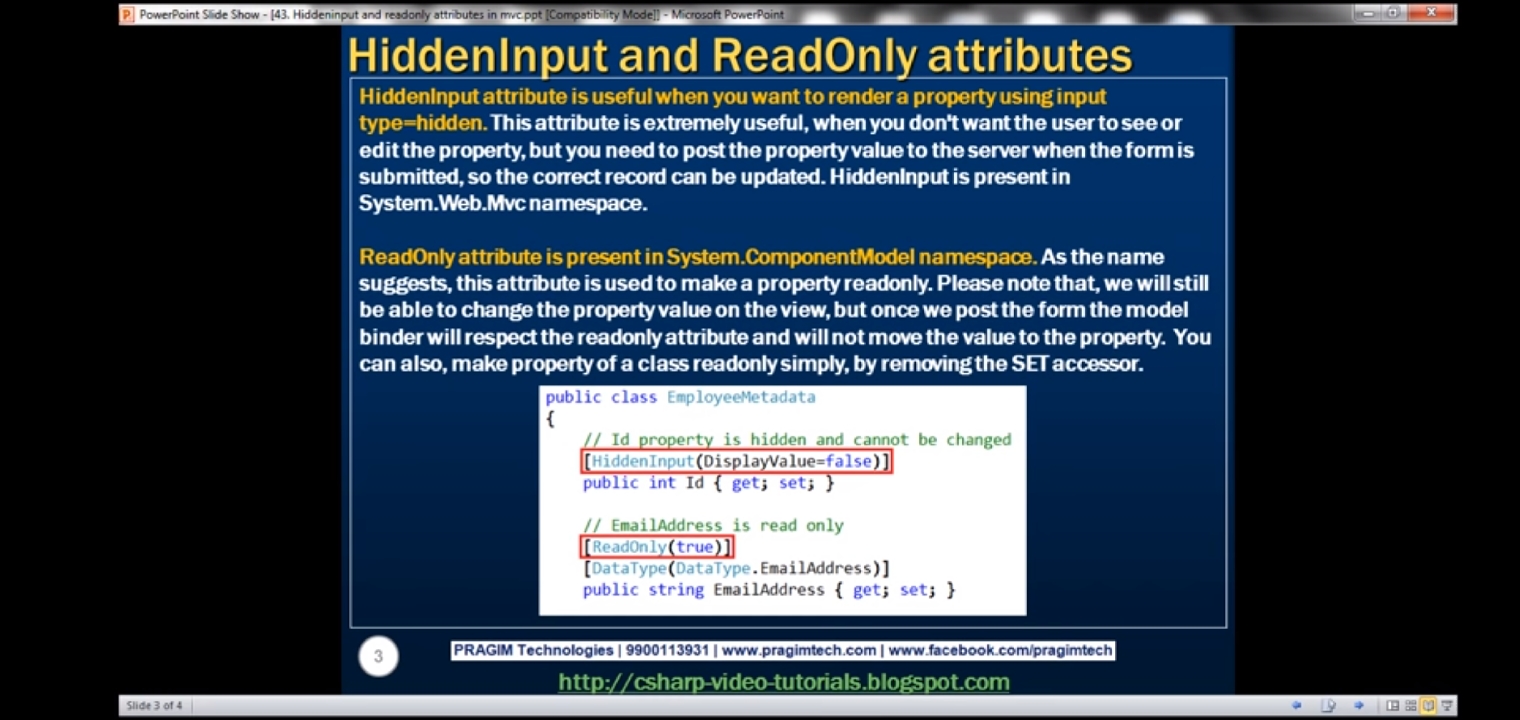 PowerPoint Slide Show - [43. Hiddeninput and readonly attributes in mvc.ppt [Compatibility Mode]] - Microsoft PowerPoint
HiddenInput and ReadOnly attributes
HiddenInput attribute is useful when you want to render a property using input
type=hidden. This attribute is extremely useful, when you don't want the user to see or
edit the property, but you need to post the property value to the server when the form is
submitted, so the correct record can be updated. HiddenInput is present in
System.Web.Mvc namespace.
ReadOnly attribute is present in System.ComponentModel namespace. As the name
suggests, this attribute is used to make a property readonly. Please note that, we will still
be able to change the property value on the view, but once we post the form the model
binder will respect the readonly attribute and will not move the value to the property. You
can also, make property of a class readonly simply, by removing the SET accessor.
public class EmployeeMetadata
{
// Id property is hidden and cannot be changed
[HiddenInput(DisplayValue=false)]
public int Id { get; set; }
// EmailAddress is read only
[ReadOnly(true)]
[DataType(DataType.EmailAddress)]
public string EmailAddress { get; set; }
3
PRAGIM Technologies | 9900113931 | www.pragimtech.com | www.facebook.com/pragimtech
http://csharp-video-tutorials.blogspot.com
Slide 3 of 4